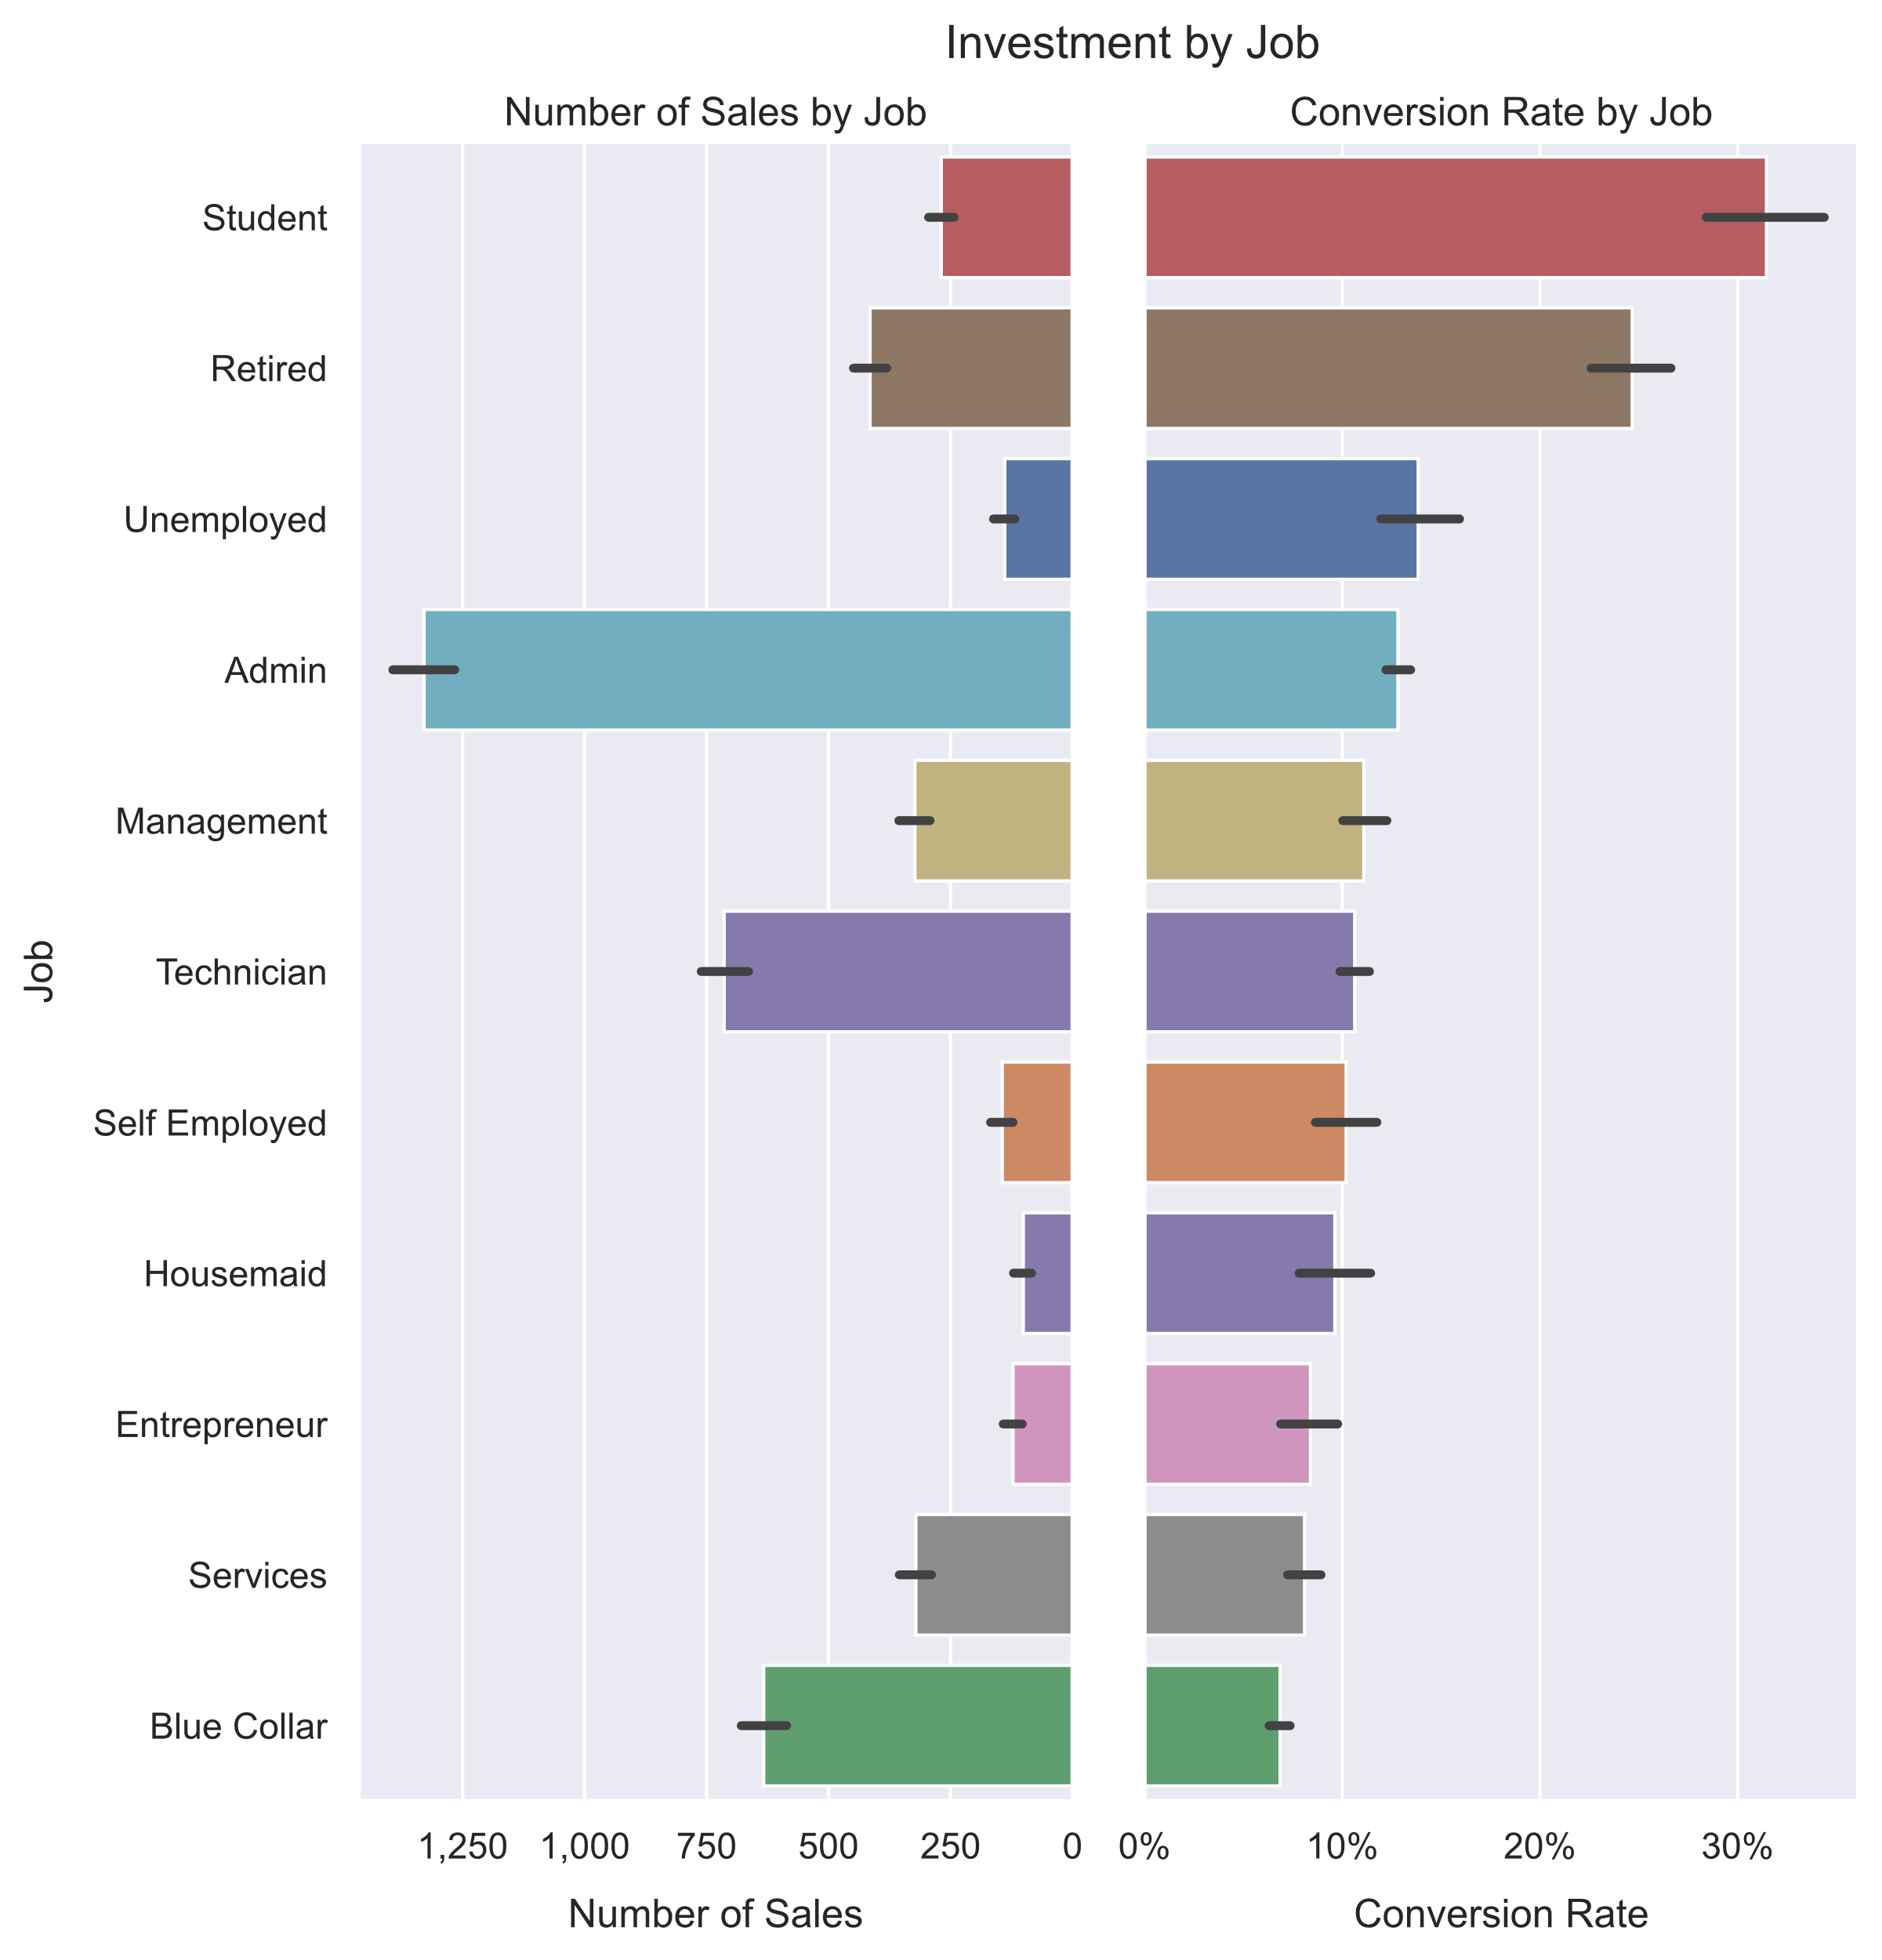 Investment by Job
Number of Sales by Job
Conversion Rate by Job
Student
Retired
Unemployed
Admin
Management
Technician
Self Employed
Housemaid
Entrepreneur
Services
Blue Collar
Job
1,250 1,000 750 500 250 0
0% 10% 20% 30%
Number of Sales
Conversion Rate